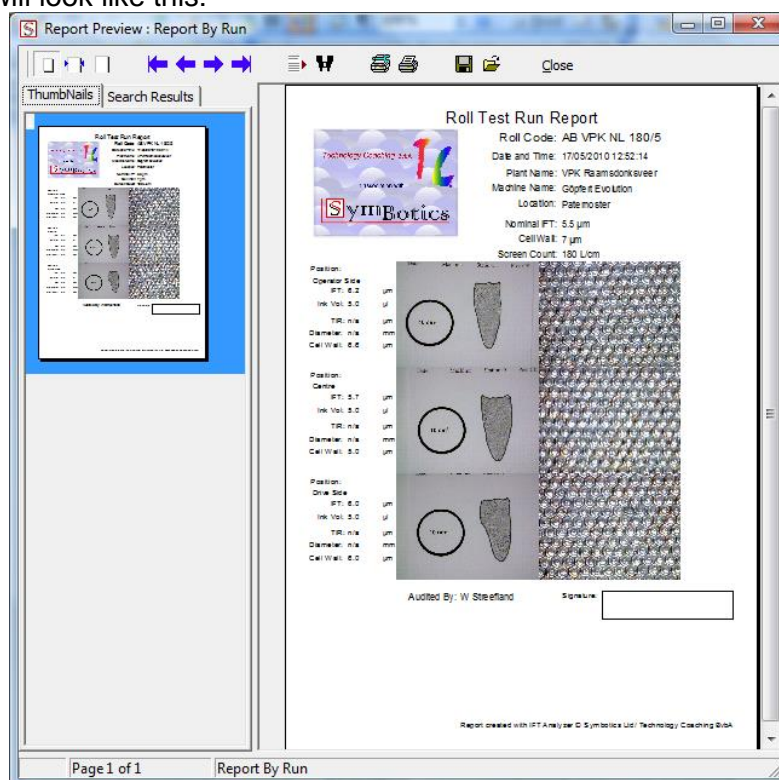 will look like this:
Report Preview : Report By Run
Close
ThumbNails Search Results
Roll Test Run Report
Roll Code: AB VPK NL 180/5
Date and Time: 17/05/2010 12:52:14
Plant Name: VPK Raamsdonksveer
Machine Name: Göpfert Evolution
Location: Paternoster
Nominal IFT: 5.5 µm
Cell Wall: 7 µm
Screen Count: 180 L/cm
Technology Coaching
SymBotics
Position:
Operator Side
IFT: 6.2 µm
Ink Vol: 5.0 µl
TIR: n/a µm
Diameter: n/a mm
Cell Wall: 6.6 µm
Position:
Centre
IFT: 5.7 µm
Ink Vol: 5.0 µl
TIR: n/a µm
Diameter: n/a mm
Cell Wall: 5.0 µm
Position:
Drive Side
IFT: 6.0 µm
Ink Vol: 5.0 µl
TIR: n/a µm
Diameter: n/a mm
Cell Wall: 6.0 µm
Audited By: W Streefland
Signature:
Report created with IFT Analyzer © Symbotics Ltd/ Technology Coaching BvbA
Page 1 of 1 Report By Run